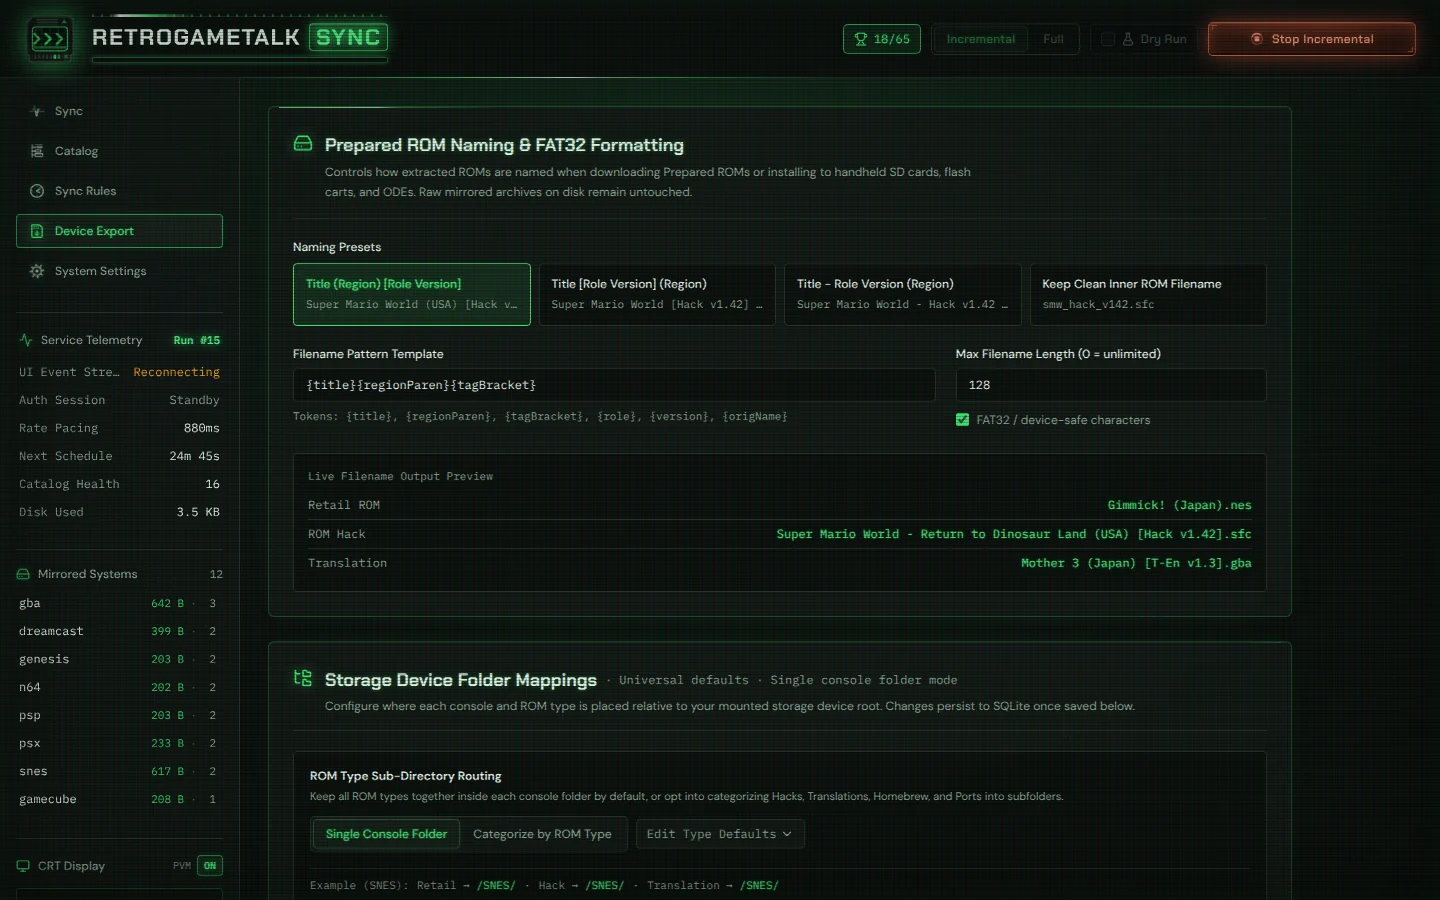 RETROGAMETALK SYNC
18/65
Incremental
Full
Dry Run
Stop Incremental
Sync
Catalog
Sync Rules
Device Export
System Settings
Service Telemetry
Run #15
UI Event Stre… Reconnecting
Auth Session Standby
Rate Pacing 880ms
Next Schedule 24m 45s
Catalog Health 16
Disk Used 3.5 KB
Mirrored Systems 12
gba 642 B · 3
dreamcast 399 B · 2
genesis 203 B · 2
n64 202 B · 2
psp 203 B · 2
psx 233 B · 2
snes 617 B · 2
gamecube 208 B · 1
CRT Display PVM ON
Prepared ROM Naming & FAT32 Formatting
Controls how extracted ROMs are named when downloading Prepared ROMs or installing to handheld SD cards, flash
carts, and ODEs. Raw mirrored archives on disk remain untouched.
Naming Presets
Title (Region) [Role Version]
Super Mario World (USA) [Hack v…
Title [Role Version] (Region)
Super Mario World [Hack v1.42] …
Title - Role Version (Region)
Super Mario World - Hack v1.42 …
Keep Clean Inner ROM Filename
smw_hack_v142.sfc
Filename Pattern Template
{title}{regionParen}{tagBracket}
Tokens: {title}, {regionParen}, {tagBracket}, {role}, {version}, {origName}
Max Filename Length (0 = unlimited)
128
FAT32 / device-safe characters
Live Filename Output Preview
Retail ROM Gimmick! (Japan).nes
ROM Hack Super Mario World - Return to Dinosaur Land (USA) [Hack v1.42].sfc
Translation Mother 3 (Japan) [T-En v1.3].gba
Storage Device Folder Mappings · Universal defaults · Single console folder mode
Configure where each console and ROM type is placed relative to your mounted storage device root. Changes persist to SQLite once saved below.
ROM Type Sub-Directory Routing
Keep all ROM types together inside each console folder by default, or opt into categorizing Hacks, Translations, Homebrew, and Ports into subfolders.
Single Console Folder
Categorize by ROM Type
Edit Type Defaults
Example (SNES): Retail → /SNES/ · Hack → /SNES/ · Translation → /SNES/